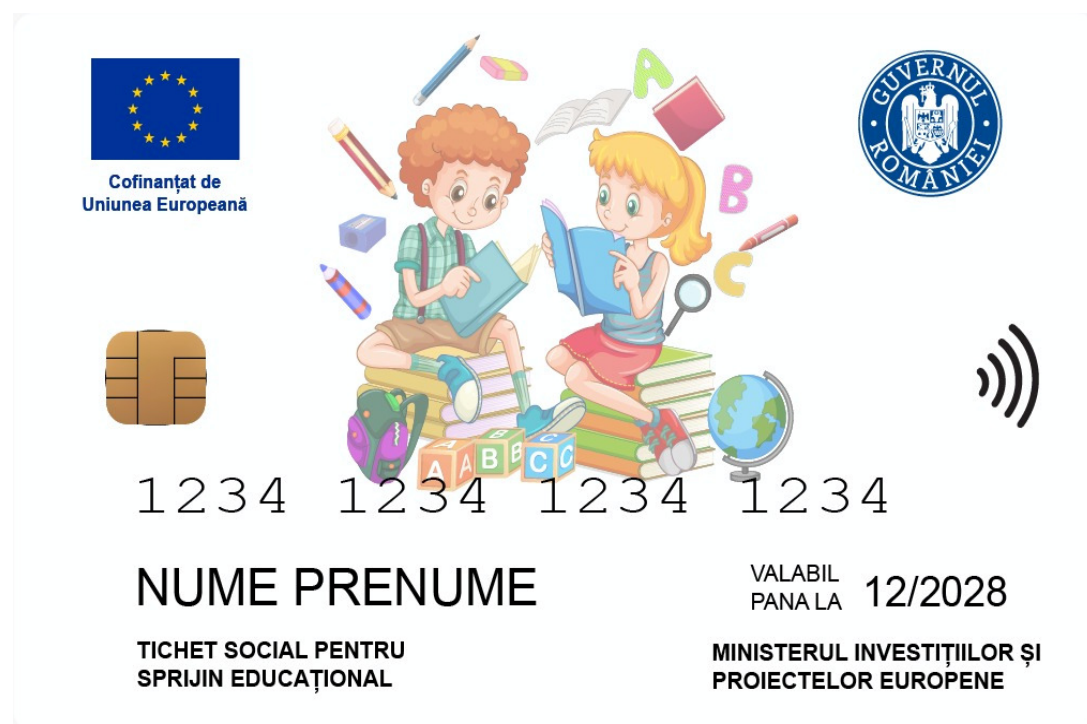 Cofinanțat de
Uniunea Europeană
GUVERNUL ROMÂNIEI
A
B
C
A A B B C C
B C
1234 1234 1234 1234
NUME PRENUME
VALABIL
PANA LA 12/2028
TICHET SOCIAL PENTRU
SPRIJIN EDUCAȚIONAL
MINISTERUL INVESTIȚIILOR ȘI
PROIECTELOR EUROPENE